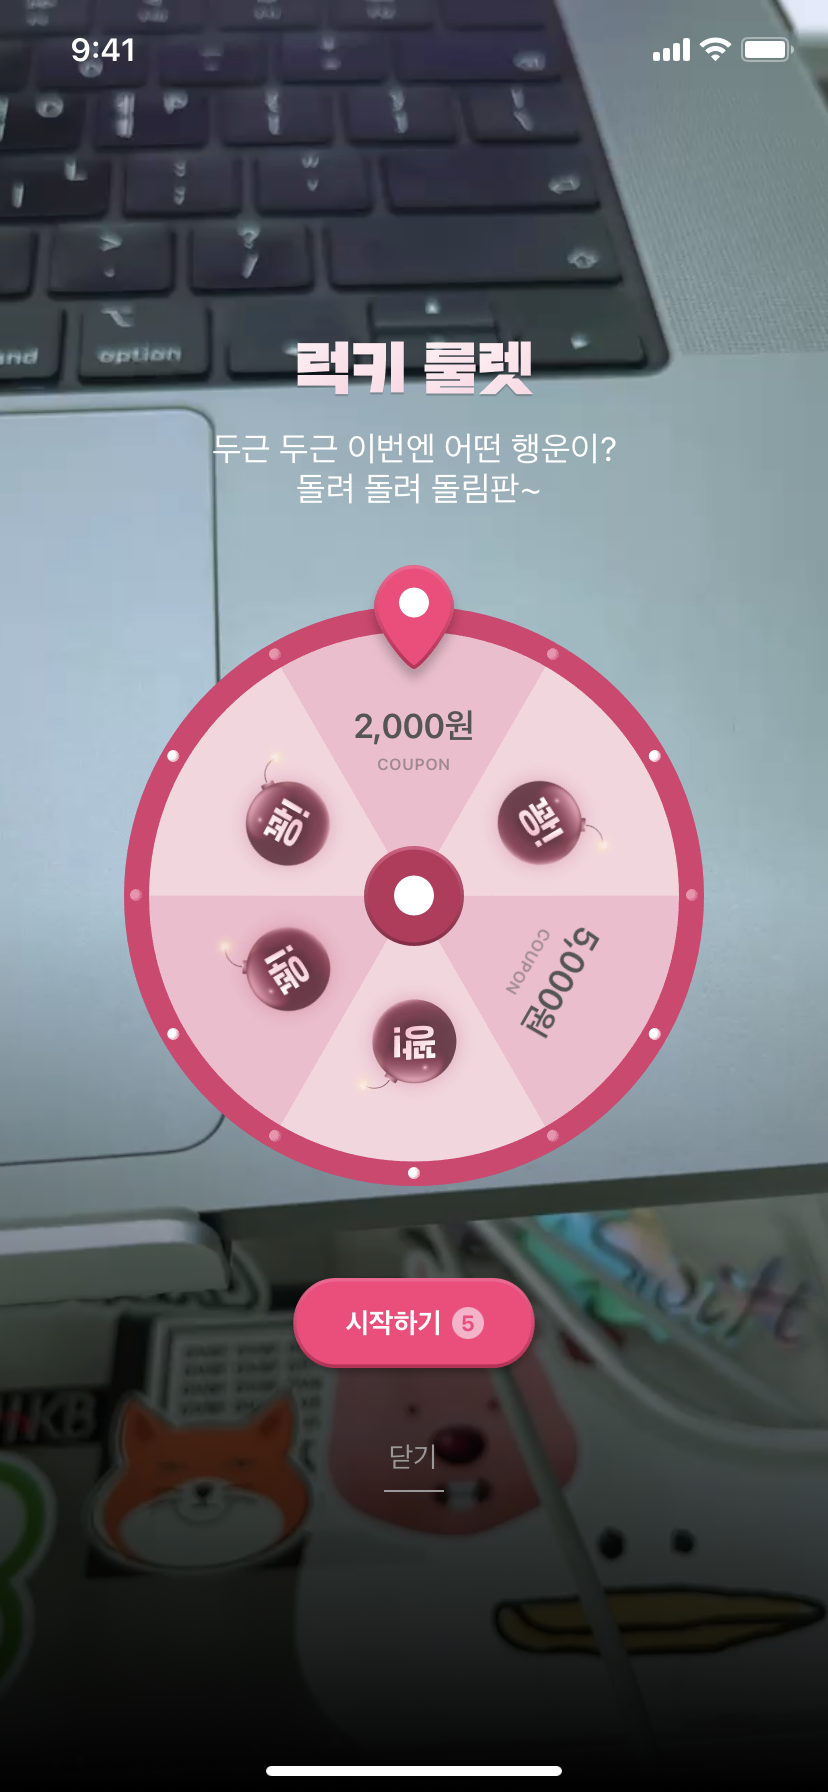 9:41
option
럭키 룰렛
두근 두근 이번엔 어떤 행운이?
돌려 돌려 돌림판~
2,000원
COUPON
꽝!
꽝!
5,000원
COUPON
꽝!
꽝!
시작하기 5
닫기